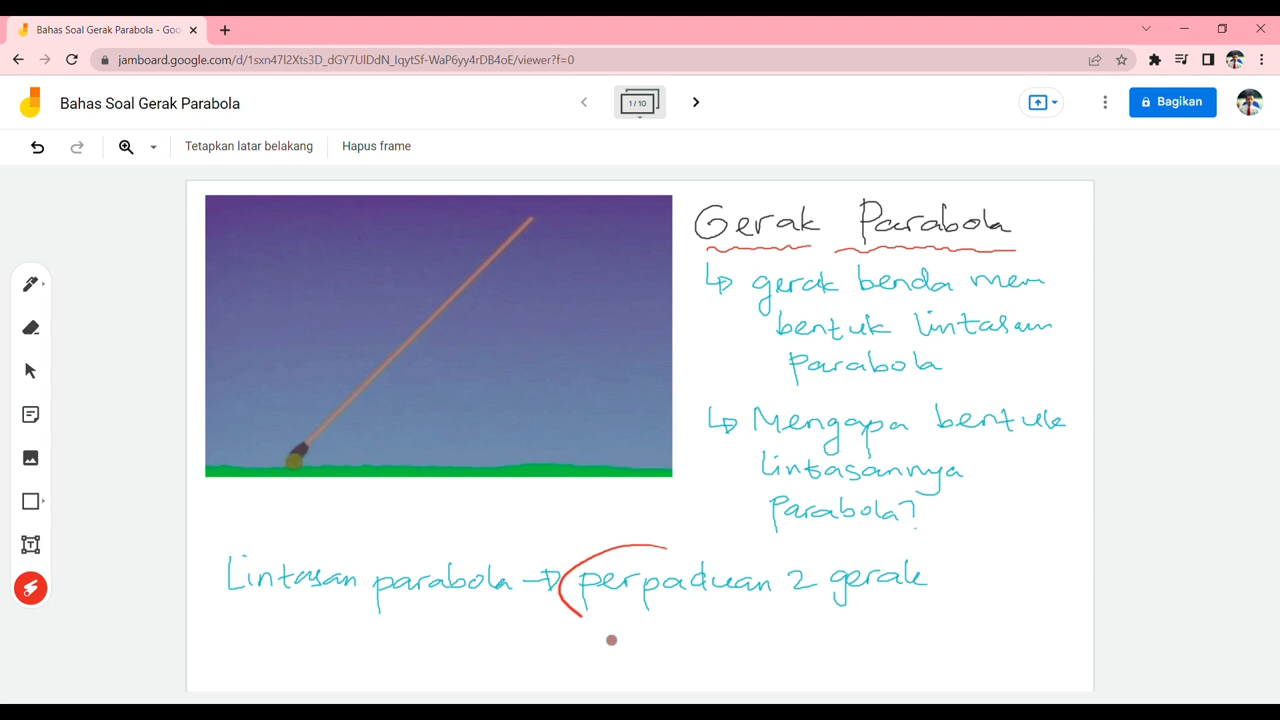 Bahas Soal Gerak Parabola - Goo
jamboard.google.com/d/1sxn47l2Xts3D_dGY7UlDdN_IqytSf-WaP6yy4rDB4oE/viewer?f=0
Bahas Soal Gerak Parabola
1/10
Bagikan
Tetapkan latar belakang
Hapus frame
Gerak Parabola
↳ gerak benda mem
bentuk lintasan
parabola
↳ Mengapa bentuk
lintasannya
parabola?
Lintasan parabola → perpaduan 2 gerak